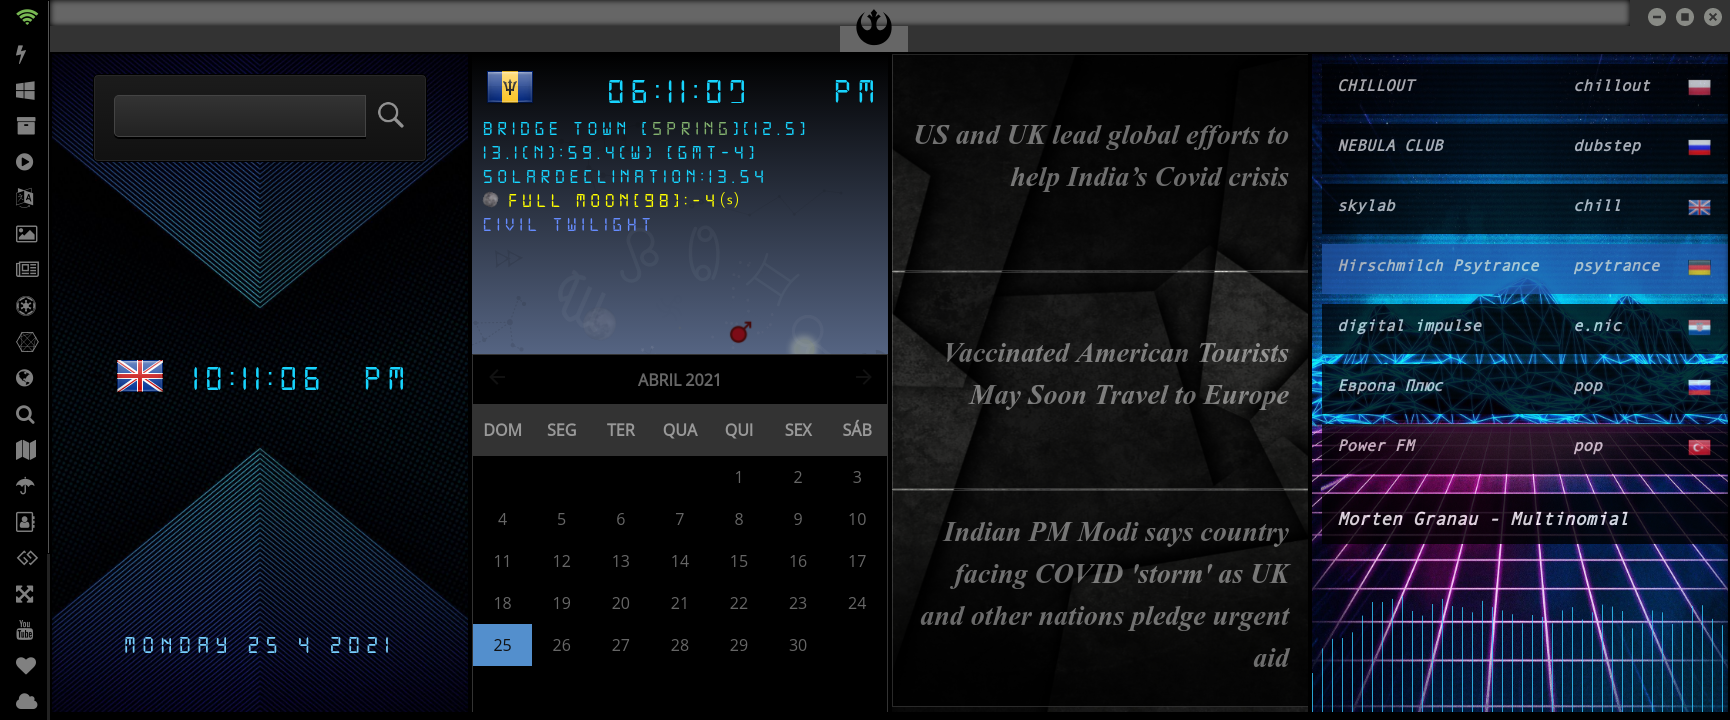 10:11:06 PM
MONDAY 25 4 2021
06:11:07 PM
BRIDGE TOWN [SPRING][12.5]
13.1(N):59.4(W) [GMT-4]
SOLARDECLINATION:13.54
FULL MOON[98]:-4(s)
CIVIL TWILIGHT
ABRIL 2021
DOM SEG TER QUA QUI SEX SÁB
1 2 3
4 5 6 7 8 9 10
11 12 13 14 15 16 17
18 19 20 21 22 23 24
25 26 27 28 29 30
US and UK lead global efforts to
help India’s Covid crisis
Vaccinated American Tourists
May Soon Travel to Europe
Indian PM Modi says country
facing COVID 'storm' as UK
and other nations pledge urgent
aid
CHILLOUT chillout
NEBULA CLUB dubstep
skylab chill
Hirschmilch Psytrance psytrance
digital impulse e.nic
Европа Плюс pop
Power FM pop
Morten Granau - Multinomial
You
Tube